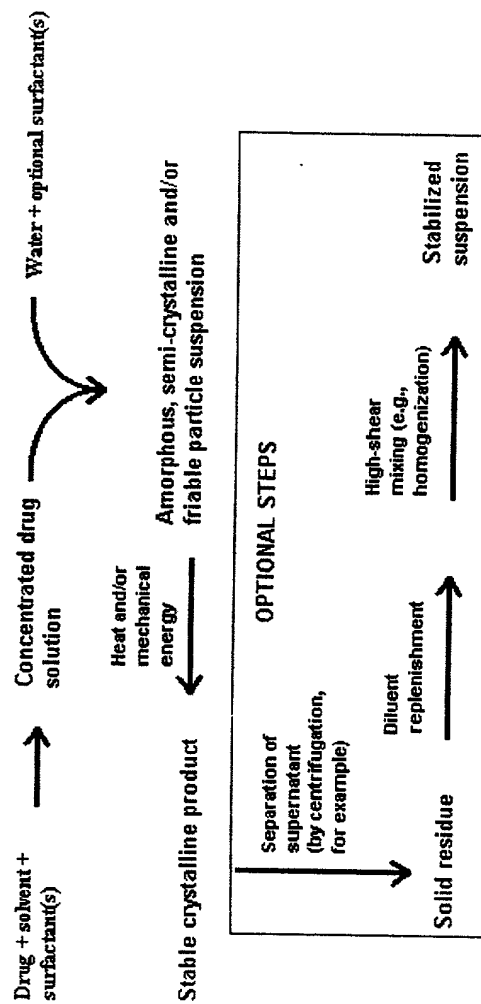 Drug + solvent +
surfactant(s)
Concentrated drug
solution
Water + optional surfactant(s)
Stable crystalline product
Heat and/or
mechanical
energy
Amorphous, semi-crystalline and/or
friable particle suspension
OPTIONAL STEPS
Separation of
supernatant
(by centrifugation,
for example)
Solid residue
Diluent
replenishment
High-shear
mixing (e.g.,
homogenization)
Stabilized
suspension